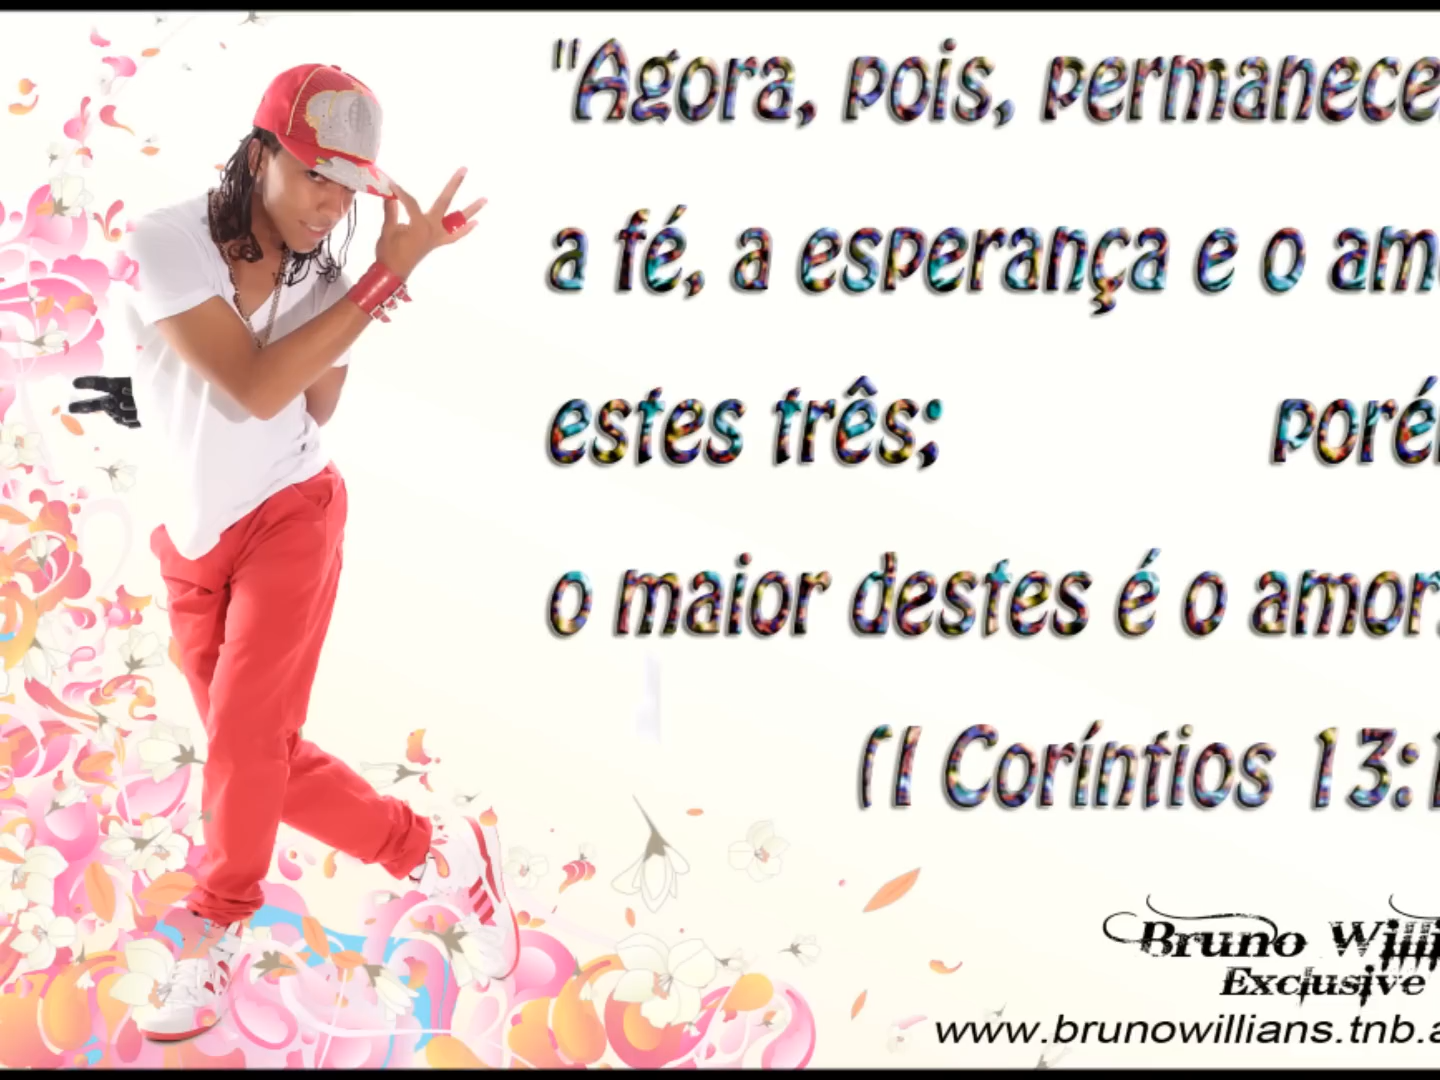 "Agora, pois, permanece
a fé, a esperança e o am
estes três; poré
o maior destes é o amor.
(I Coríntios 13:1
Bruno Willi
Exclusive
www.brunowillians.tnb.a